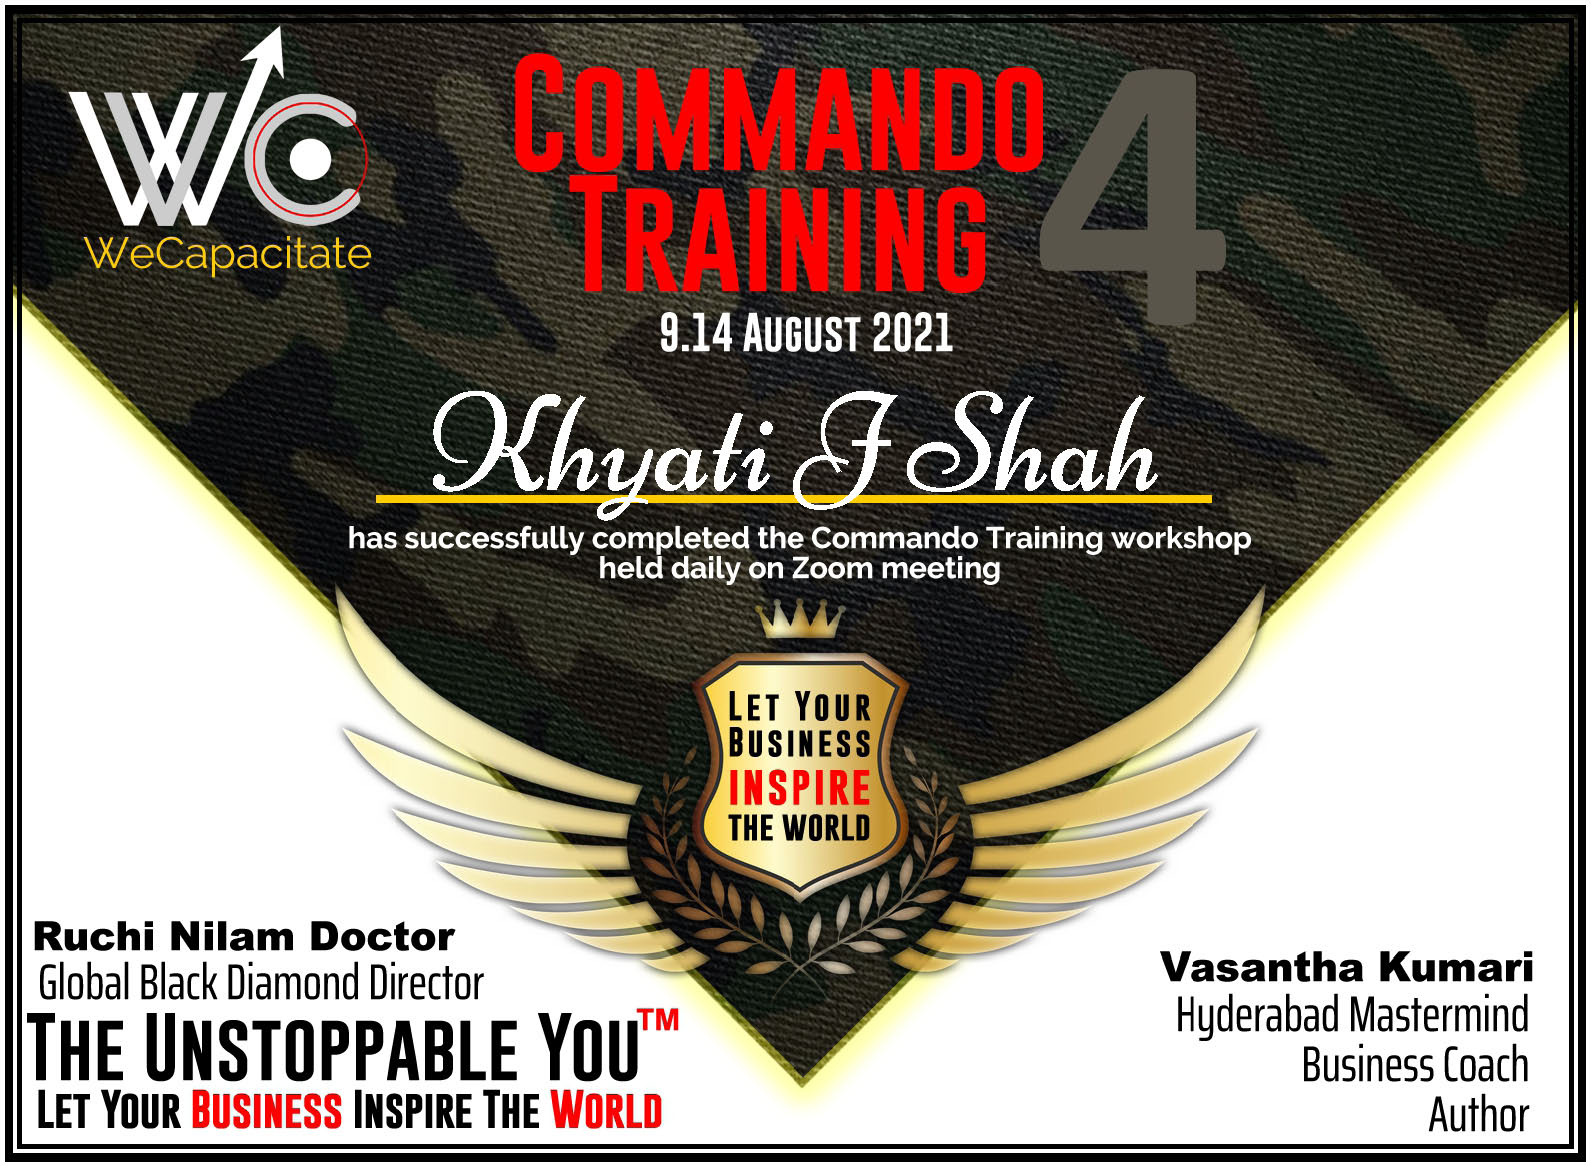 WC
WeCapacitate
COMMANDO
TRAINING
4
9.14 AUGUST 2021
Khyati J Shah
has successfully completed the Commando Training workshop
held daily on Zoom meeting
LET YOUR
BUSINESS
INSPIRE
THE WORLD
Ruchi Nilam Doctor
Global Black Diamond Director
THE UNSTOPPABLE YOU™
LET YOUR BUSINESS INSPIRE THE WORLD
Vasantha Kumari
Hyderabad Mastermind
Business Coach
Author